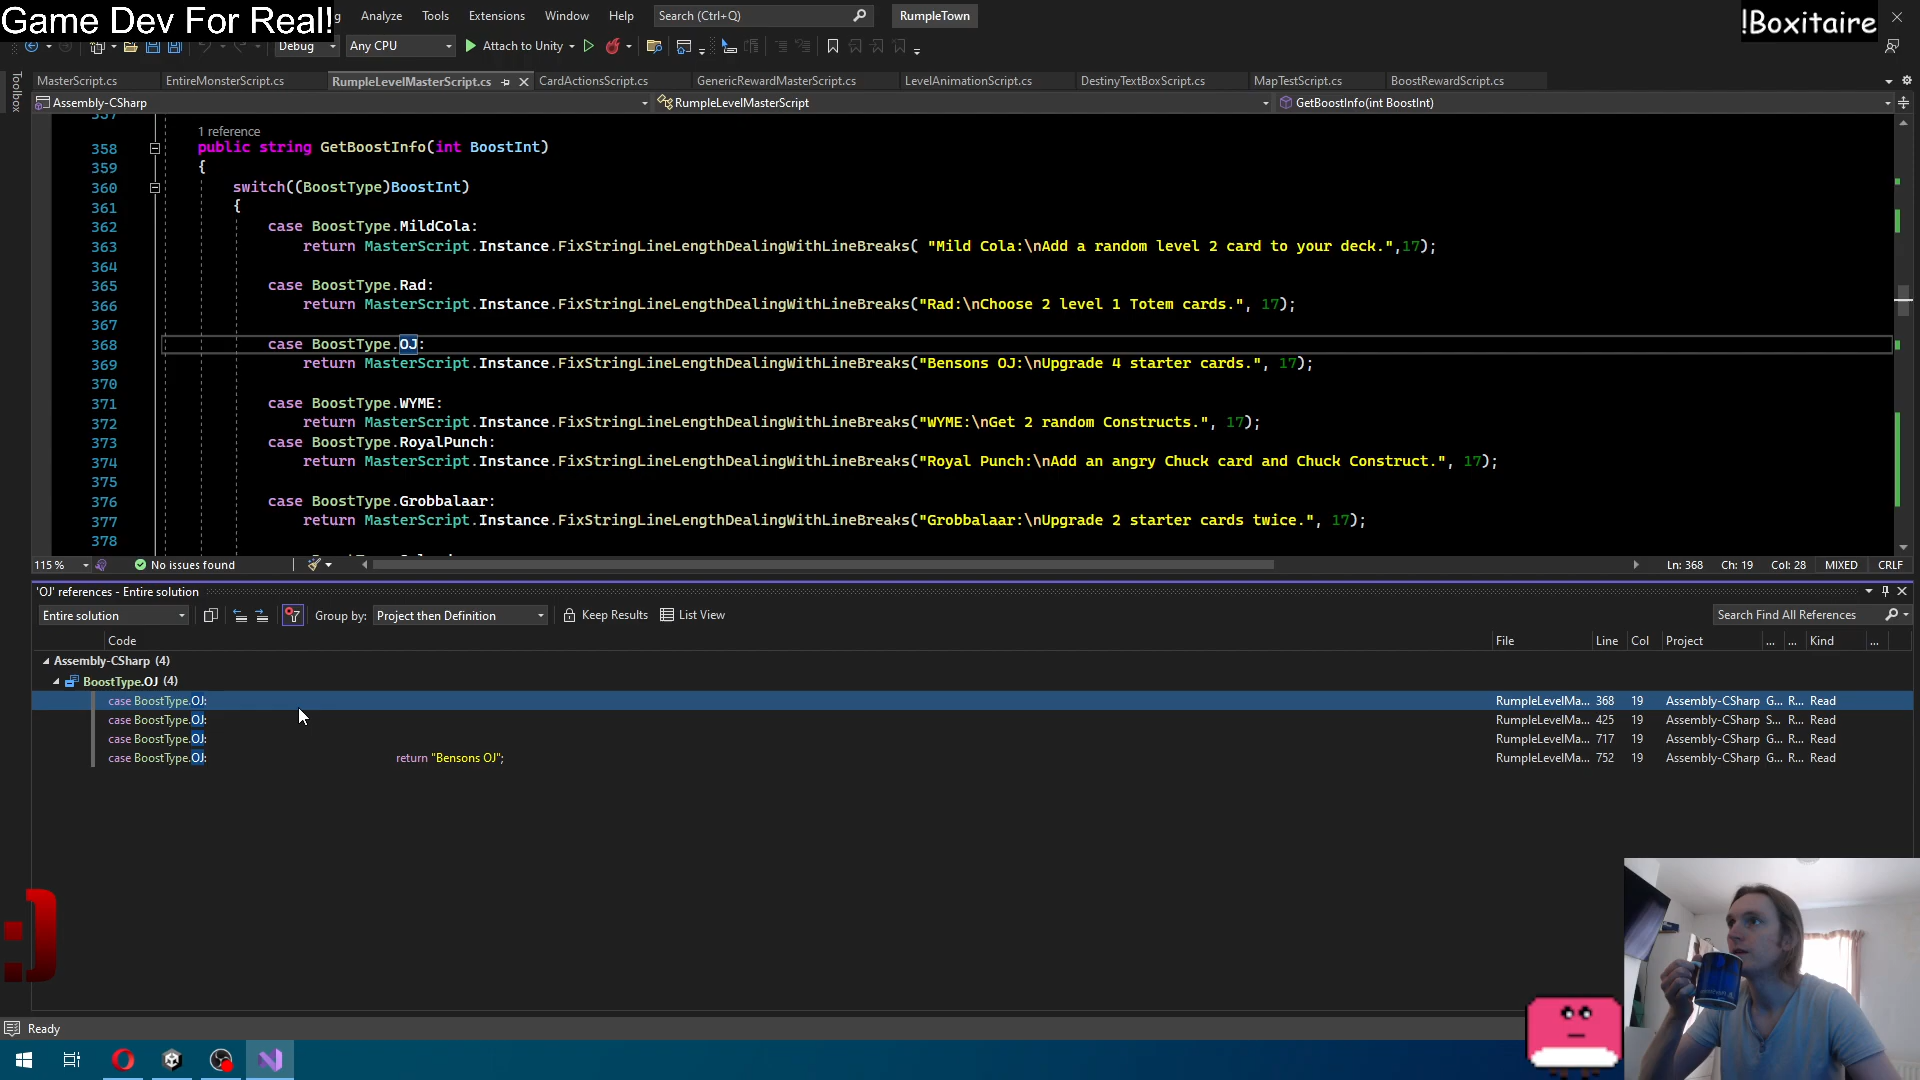 Game Dev For Real!
Analyze
Tools
Extensions
Window
Help
Search (Ctrl+Q)
RumpleTown
!Boxitaire
Debug
Any CPU
Attach to Unity
Toolbox
MasterScript.cs
EntireMonsterScript.cs
RumpleLevelMasterScript.cs
CardActionsScript.cs
GenericRewardMasterScript.cs
LevelAnimationScript.cs
DestinyTextBoxScript.cs
MapTestScript.cs
BoostRewardScript.cs
Assembly-CSharp
RumpleLevelMasterScript
GetBoostInfo(int BoostInt)
357
1 reference
358 public string GetBoostInfo(int BoostInt)
359 {
360 switch((BoostType)BoostInt)
361 {
362 case BoostType.MildCola:
363 return MasterScript.Instance.FixStringLineLengthDealingWithLineBreaks( "Mild Cola:\nAdd a random level 2 card to your deck.",17);
364
365 case BoostType.Rad:
366 return MasterScript.Instance.FixStringLineLengthDealingWithLineBreaks("Rad:\nChoose 2 level 1 Totem cards.", 17);
367
368 case BoostType.OJ:
369 return MasterScript.Instance.FixStringLineLengthDealingWithLineBreaks("Bensons OJ:\nUpgrade 4 starter cards.", 17);
370
371 case BoostType.WYME:
372 return MasterScript.Instance.FixStringLineLengthDealingWithLineBreaks("WYME:\nGet 2 random Constructs.", 17);
373 case BoostType.RoyalPunch:
374 return MasterScript.Instance.FixStringLineLengthDealingWithLineBreaks("Royal Punch:\nAdd an angry Chuck card and Chuck Construct.", 17);
375
376 case BoostType.Grobbalaar:
377 return MasterScript.Instance.FixStringLineLengthDealingWithLineBreaks("Grobbalaar:\nUpgrade 2 starter cards twice.", 17);
378
115 %
No issues found
Ln: 368
Ch: 19
Col: 28
MIXED
CRLF
'OJ' references - Entire solution
Entire solution
Group by:
Project then Definition
Keep Results
List View
Search Find All References
Code
File
Line
Col
Project
...
...
Kind
...
Assembly-CSharp (4)
BoostType.OJ (4)
case BoostType.OJ: RumpleLevelMa... 368 19 Assembly-CSharp G... R... Read
case BoostType.OJ: RumpleLevelMa... 425 19 Assembly-CSharp S... R... Read
case BoostType.OJ: RumpleLevelMa... 717 19 Assembly-CSharp G... R... Read
case BoostType.OJ: return "Bensons OJ"; RumpleLevelMa... 752 19 Assembly-CSharp G... R... Read
:)
Ready